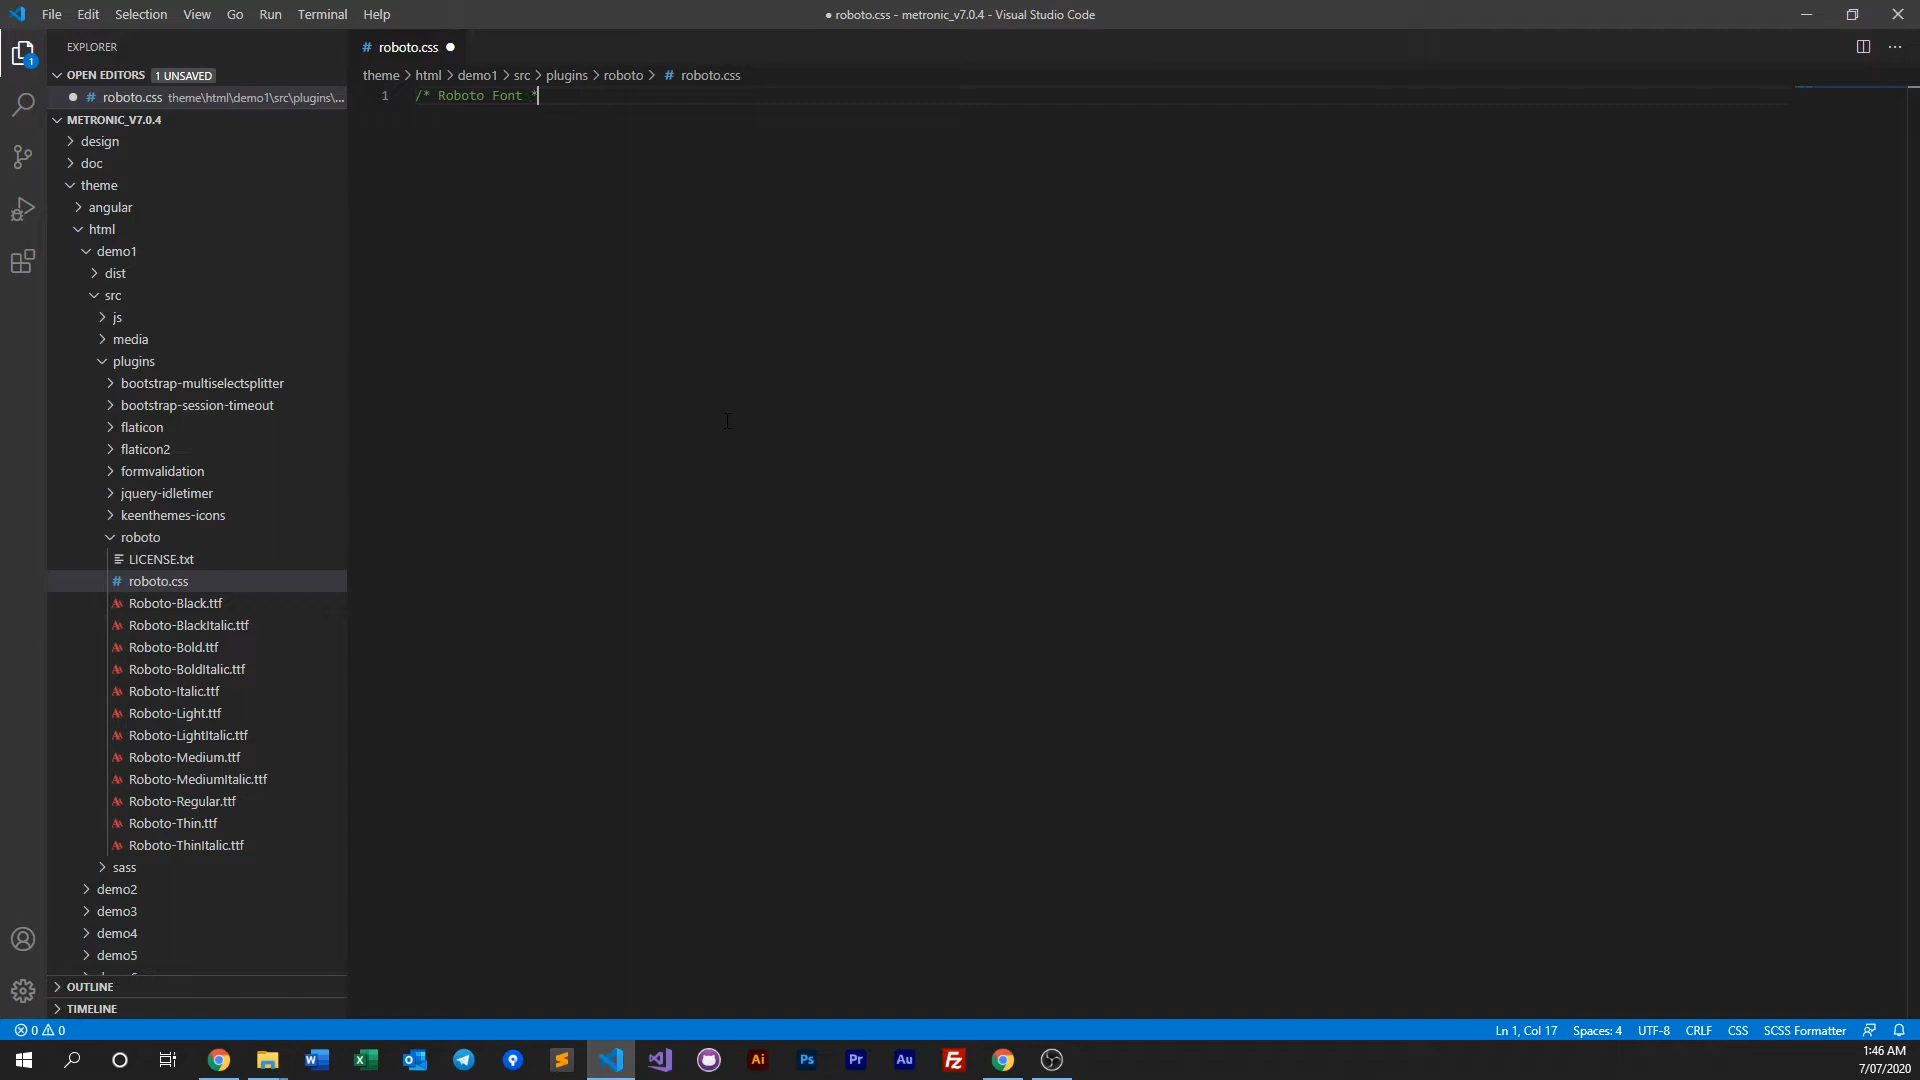 File Edit Selection View Go Run Terminal Help
● roboto.css - metronic_v7.0.4 - Visual Studio Code
EXPLORER
OPEN EDITORS 1 UNSAVED
# roboto.css theme\html\demo1\src\plugins\...
METRONIC_V7.0.4
design
doc
theme
angular
html
demo1
dist
src
js
media
plugins
bootstrap-multiselectsplitter
bootstrap-session-timeout
flaticon
flaticon2
formvalidation
jquery-idletimer
keenthemes-icons
roboto
LICENSE.txt
# roboto.css
Roboto-Black.ttf
Roboto-BlackItalic.ttf
Roboto-Bold.ttf
Roboto-BoldItalic.ttf
Roboto-Italic.ttf
Roboto-Light.ttf
Roboto-LightItalic.ttf
Roboto-Medium.ttf
Roboto-MediumItalic.ttf
Roboto-Regular.ttf
Roboto-Thin.ttf
Roboto-ThinItalic.ttf
sass
demo2
demo3
demo4
demo5
OUTLINE
TIMELINE
# roboto.css ●
theme > html > demo1 > src > plugins > roboto > # roboto.css
1 /* Roboto Font *
0 0
Ln 1, Col 17 Spaces: 4 UTF-8 CRLF CSS SCSS Formatter
1:46 AM
7/07/2020